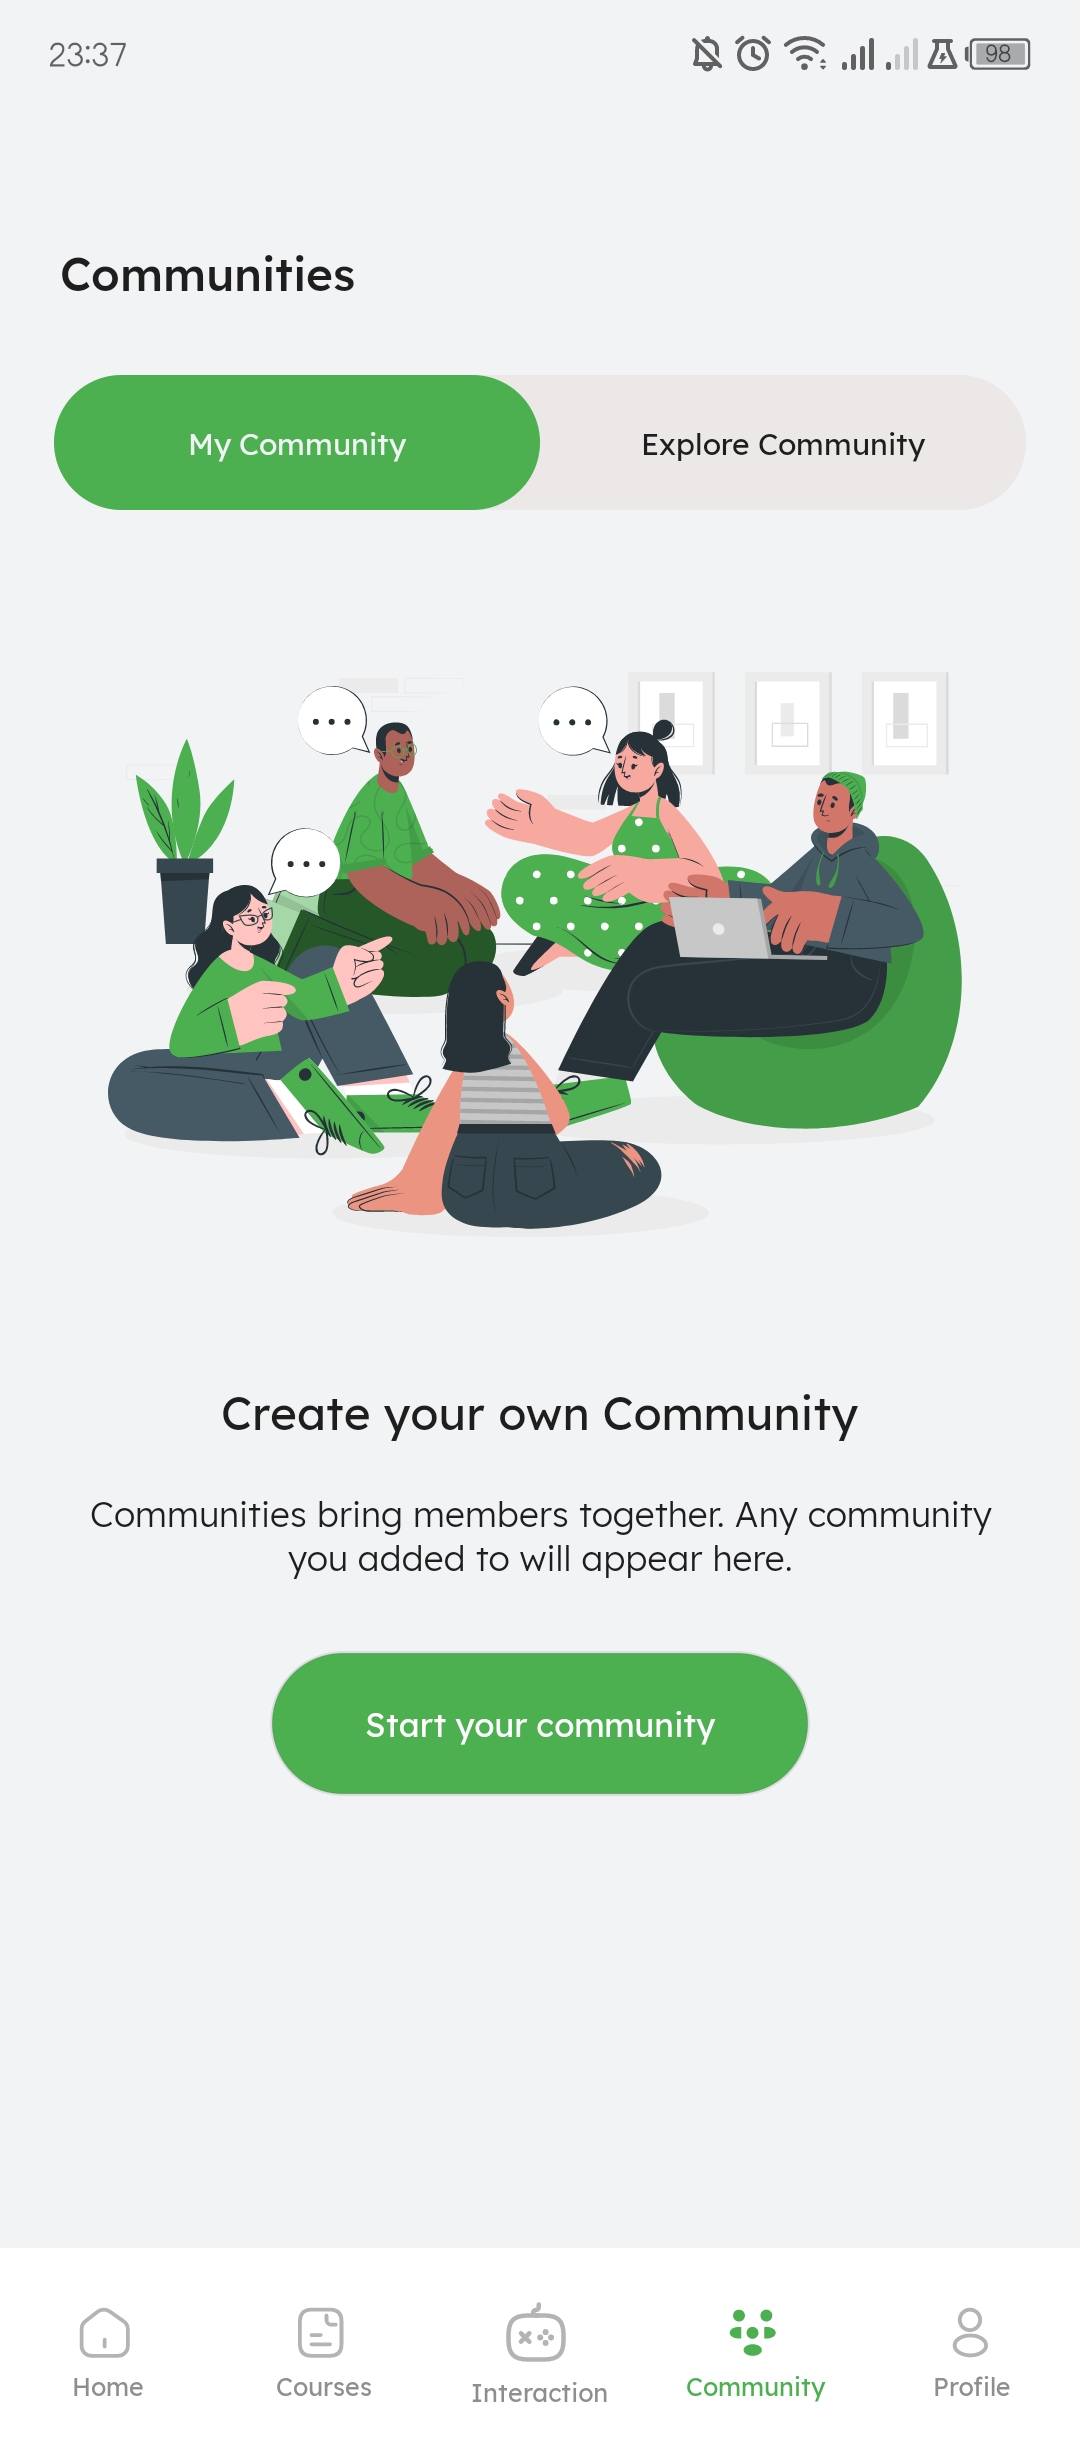 23:37
98
Communities
My Community
Explore Community
Create your own Community
Communities bring members together. Any community
you added to will appear here.
Start your community
Home
Courses
Interaction
Community
Profile